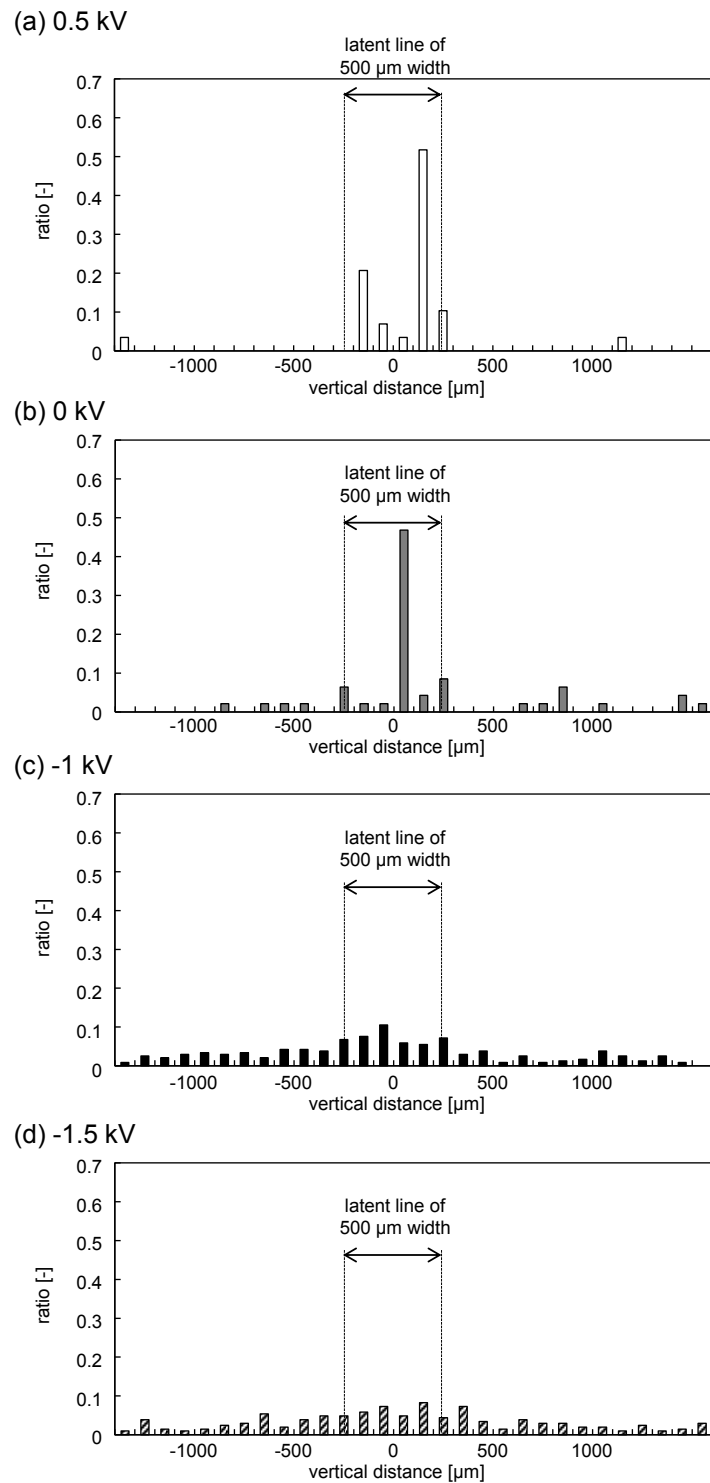 (a) 0.5 kV
latent line of
500 µm width
0.7
0.6
0.5
0.4
0.3
0.2
0.1
0
ratio [-]
-1000 -500 0 500 1000
vertical distance [µm]
(b) 0 kV
0.7
0.6
0.5
0.4
0.3
0.2
0.1
0
ratio [-]
latent line of
500 µm width
-1000 -500 0 500 1000
vertical distance [µm]
(c) -1 kV
0.7
0.6
0.5
0.4
0.3
0.2
0.1
0
ratio [-]
latent line of
500 µm width
-1000 -500 0 500 1000
vertical distance [µm]
(d) -1.5 kV
0.7
0.6
0.5
0.4
0.3
0.2
0.1
0
ratio [-]
latent line of
500 µm width
-1000 -500 0 500 1000
vertical distance [µm]